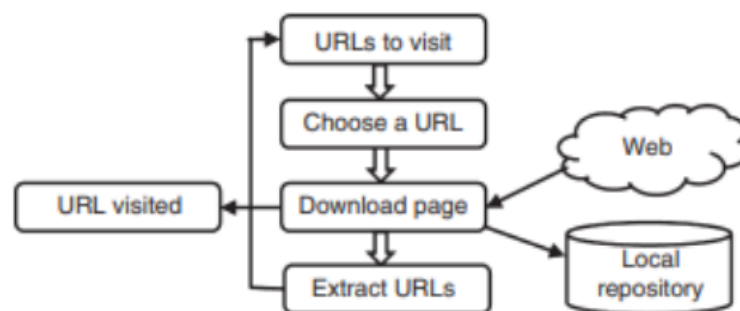 URLs to visit
Choose a URL
Web
URL visited
Download page
Local
repository
Extract URLs